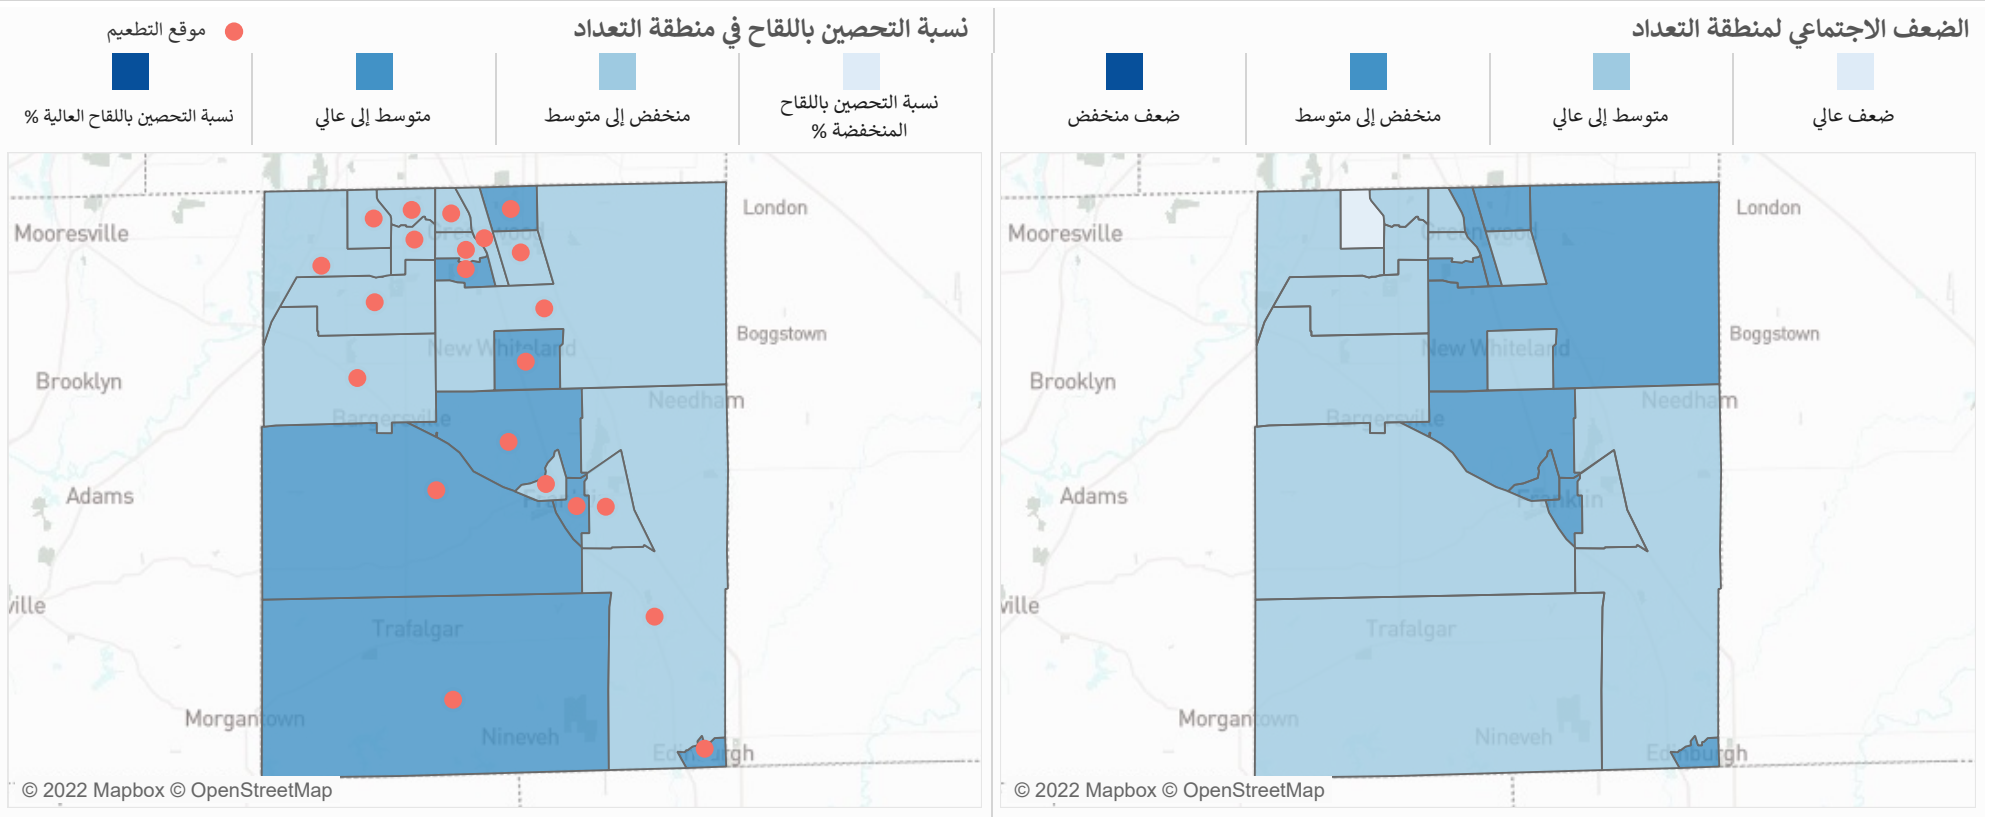 الضعف الاجتماعي لمنطقة التعداد
ضعف عالي
متوسط إلى عالي
منخفض إلى متوسط
ضعف منخفض
London
Mooresville
Greenwood
Boggstown
New Whiteland
Brooklyn
Needham
Bargersville
Adams
Franklin
ville
Trafalgar
Morgantown
Nineveh
Edinburgh
© 2022 Mapbox © OpenStreetMap
نسبة التحصين باللقاح في منطقة التعداد
موقع التطعيم
نسبة التحصين باللقاح
المنخفضة %
منخفض إلى متوسط
متوسط إلى عالي
نسبة التحصين باللقاح العالية %
London
Mooresville
Greenwood
Boggstown
New Whiteland
Brooklyn
Needham
Bargersville
Adams
Franklin
ville
Trafalgar
Morgantown
Nineveh
Edinburgh
© 2022 Mapbox © OpenStreetMap